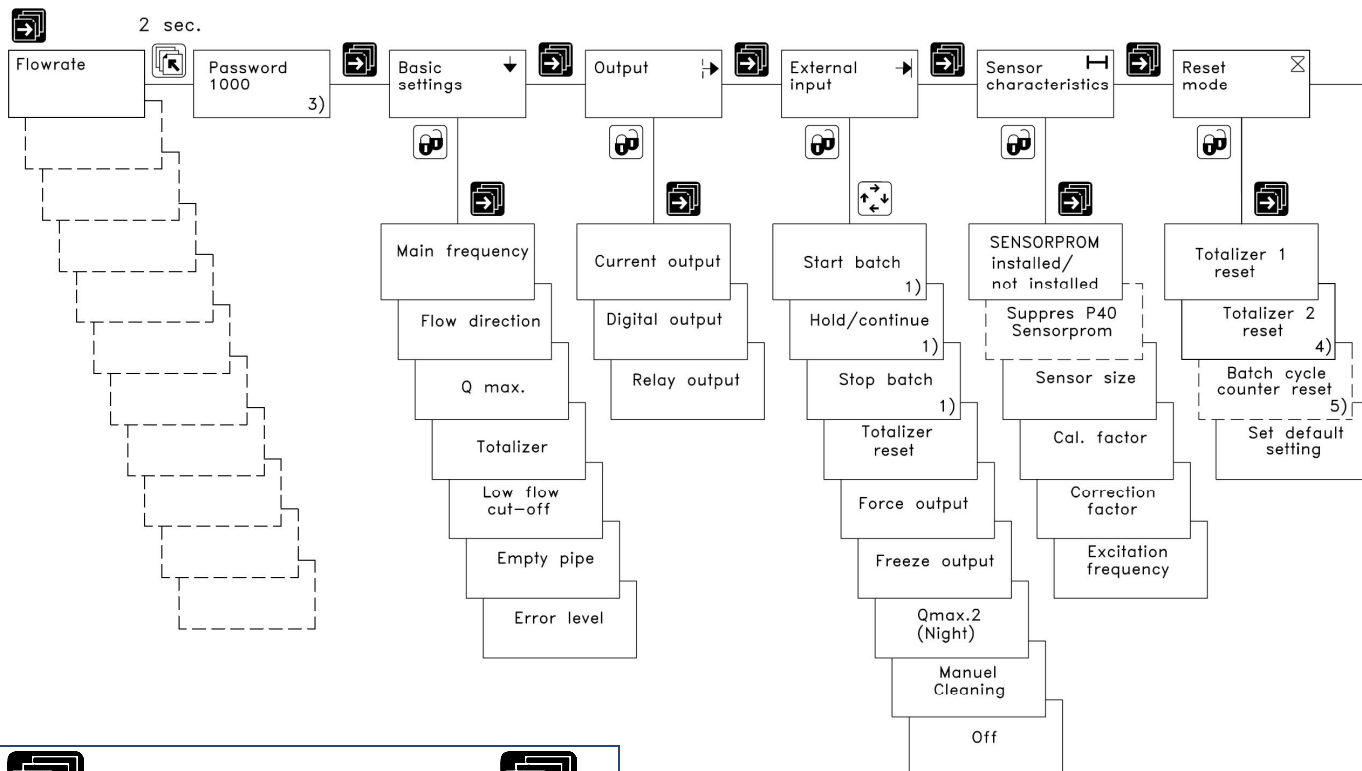 2 sec.
Flowrate
Password
1000
3)
Basic
settings
Output
External
input
Sensor
characteristics
Reset
mode
Main frequency
Flow direction
Q max.
Totalizer
Low flow
cut-off
Empty pipe
Error level
Current output
Digital output
Relay output
Start batch
1)
Hold/continue
1)
Stop batch
1)
Totalizer
reset
Force output
Freeze output
Qmax.2
(Night)
Manuel
Cleaning
Off
SENSORPROM
installed/
not installed
Suppres P40
Sensorprom
Sensor size
Cal. factor
Correction
factor
Excitation
frequency
Totalizer 1
reset
Totalizer 2
reset
4)
Batch cycle
counter reset
5)
Set default
setting